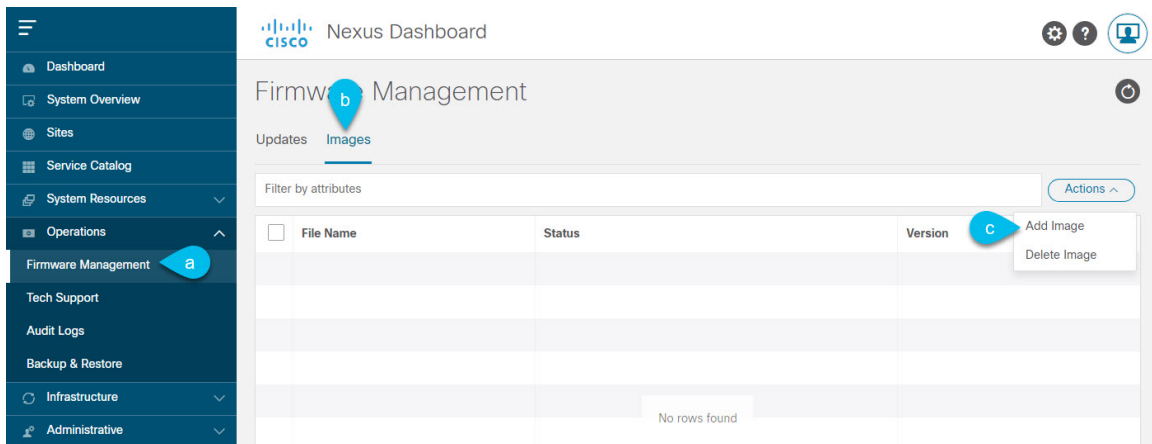 CISCO Nexus Dashboard
Dashboard
System Overview
Sites
Service Catalog
System Resources
Operations
Firmware Management
a
Tech Support
Audit Logs
Backup & Restore
Infrastructure
Administrative
Firmware Management
b
Updates Images
Filter by attributes
Actions
File Name Status Version
c
Add Image
Delete Image
No rows found